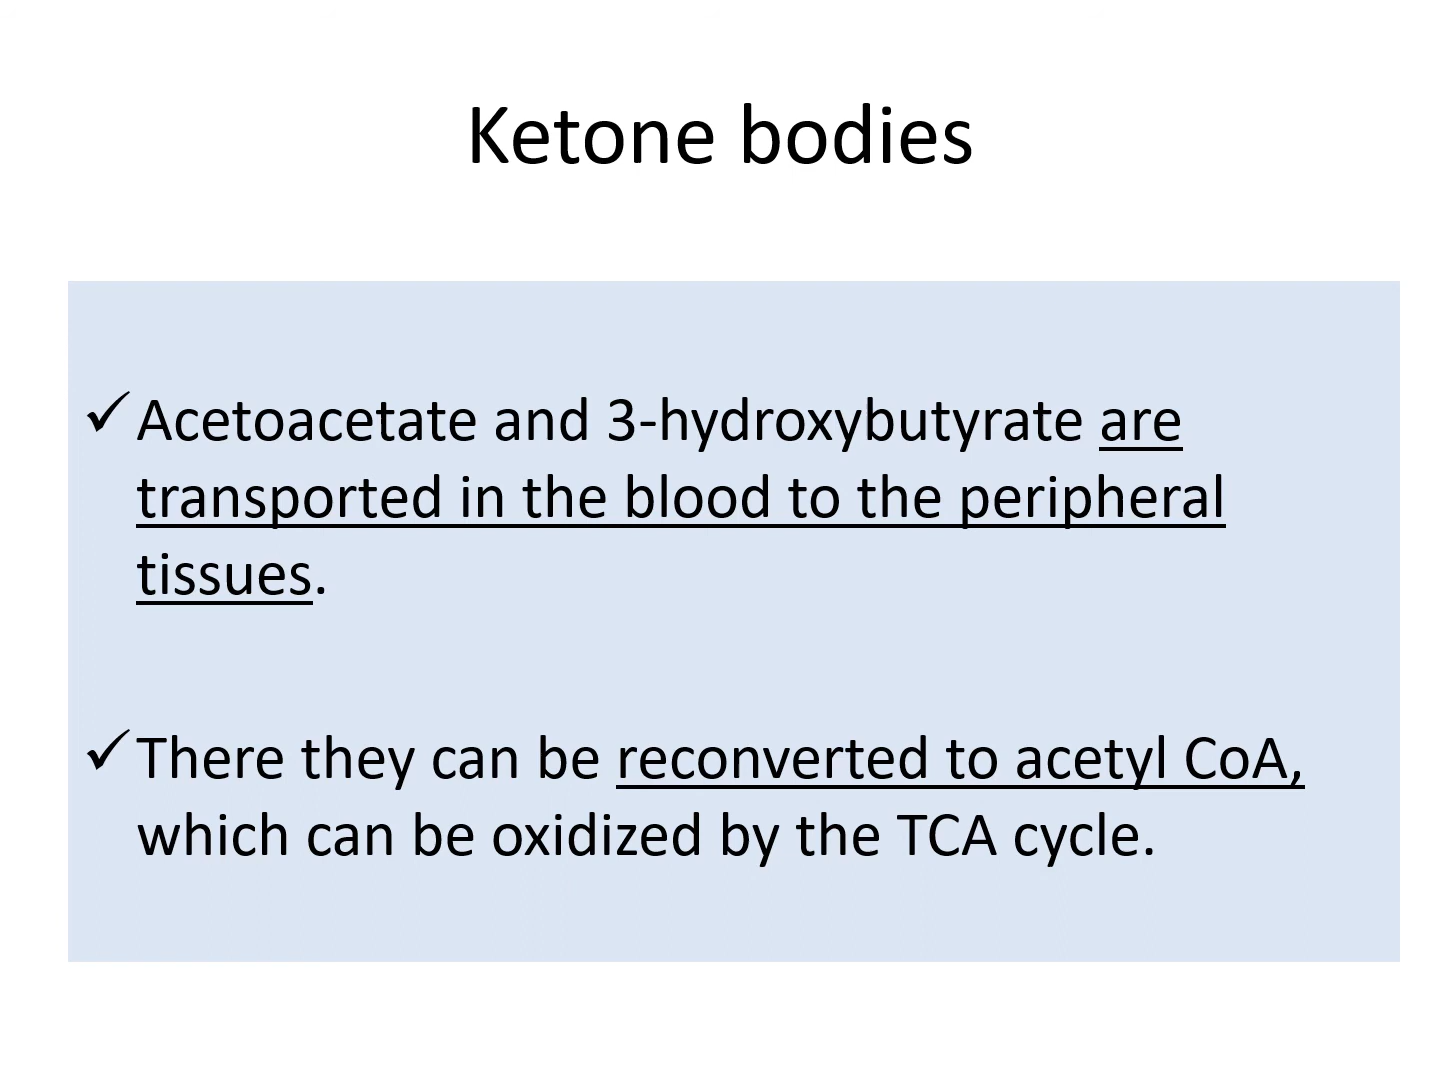 Ketone bodies
✓Acetoacetate and 3-hydroxybutyrate are
transported in the blood to the peripheral
tissues.
✓There they can be reconverted to acetyl CoA,
which can be oxidized by the TCA cycle.